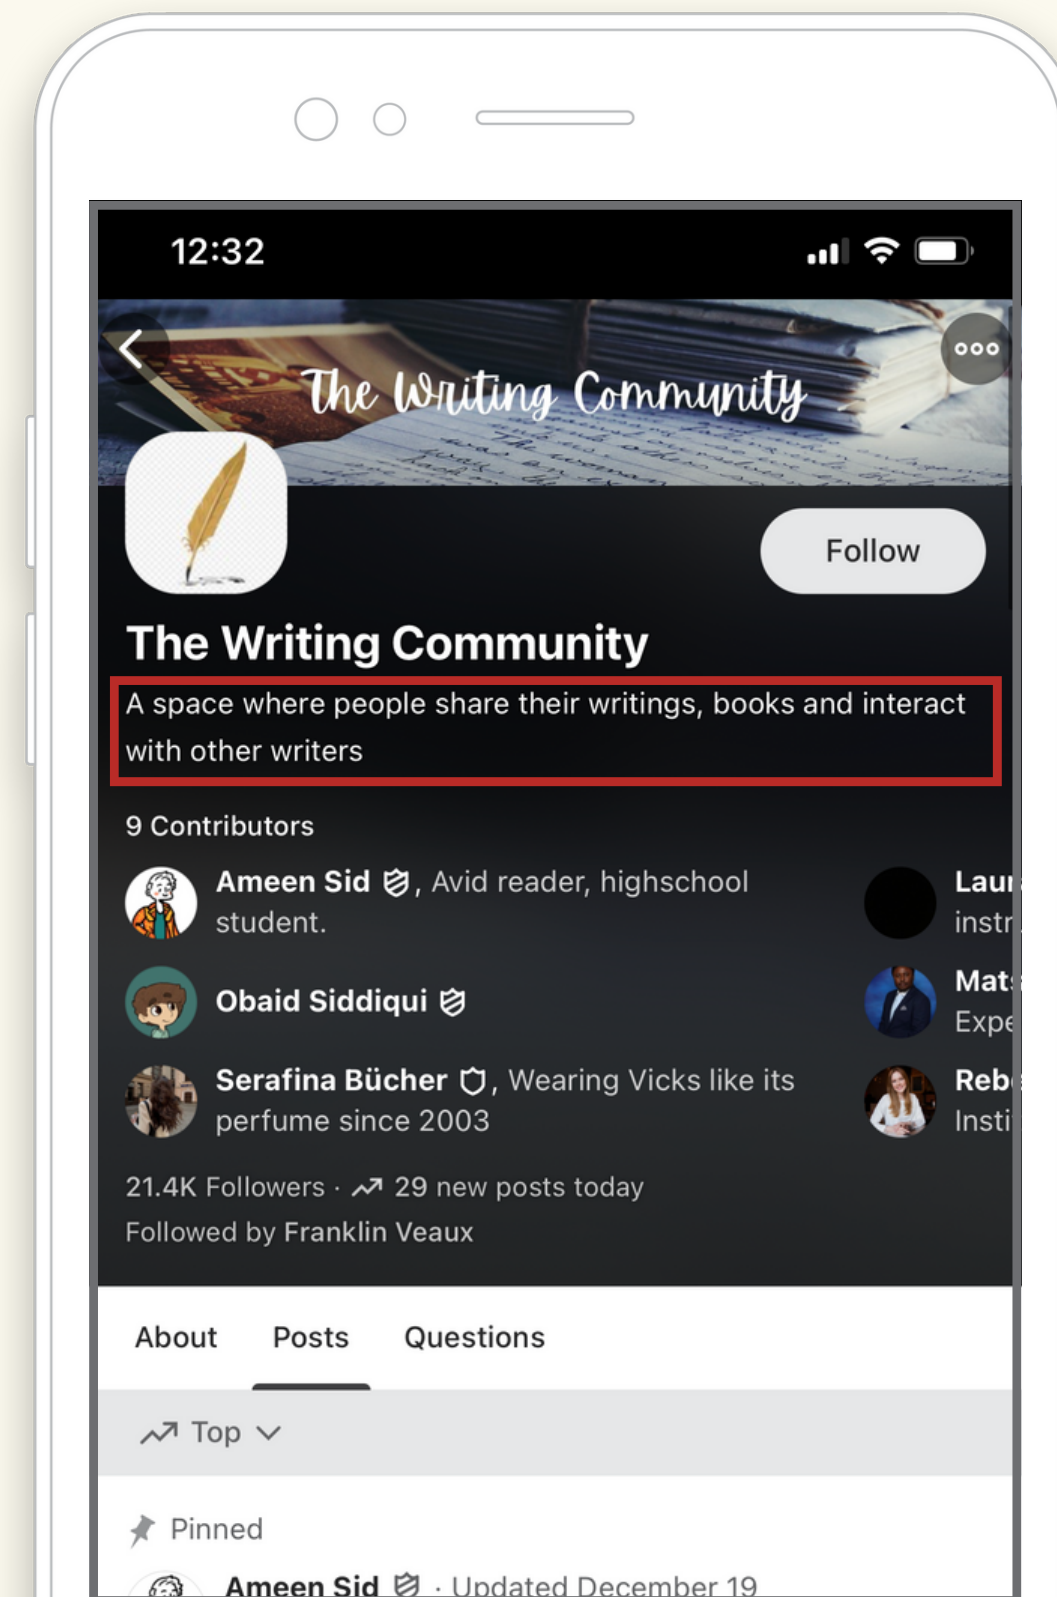 12:32
The Writing Community
Follow
The Writing Community
A space where people share their writings, books and interact
with other writers
9 Contributors
Ameen Sid, Avid reader, highschool
student.
Obaid Siddiqui
Serafina Bücher, Wearing Vicks like its
perfume since 2003
21.4K Followers · 29 new posts today
Followed by Franklin Veaux
About Posts Questions
Top
Pinned
Ameen Sid · Updated December 19